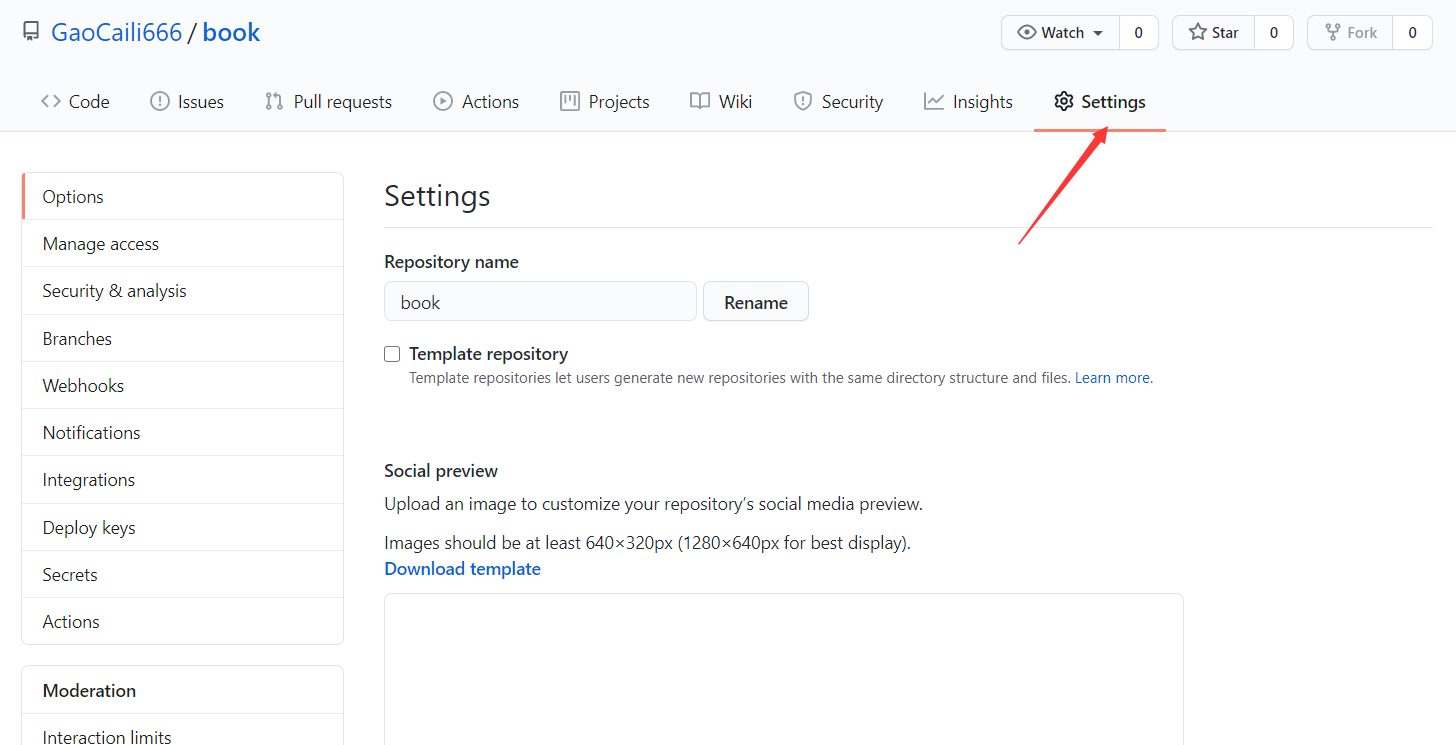 GaoCaili666 / book
Watch 0 Star 0 Fork 0
Code Issues Pull requests Actions Projects Wiki Security Insights Settings
Options
Manage access
Security & analysis
Branches
Webhooks
Notifications
Integrations
Deploy keys
Secrets
Actions
Moderation
Interaction limits
Settings
Repository name
book Rename
Template repository
Template repositories let users generate new repositories with the same directory structure and files. Learn more.
Social preview
Upload an image to customize your repository’s social media preview.
Images should be at least 640×320px (1280×640px for best display).
Download template